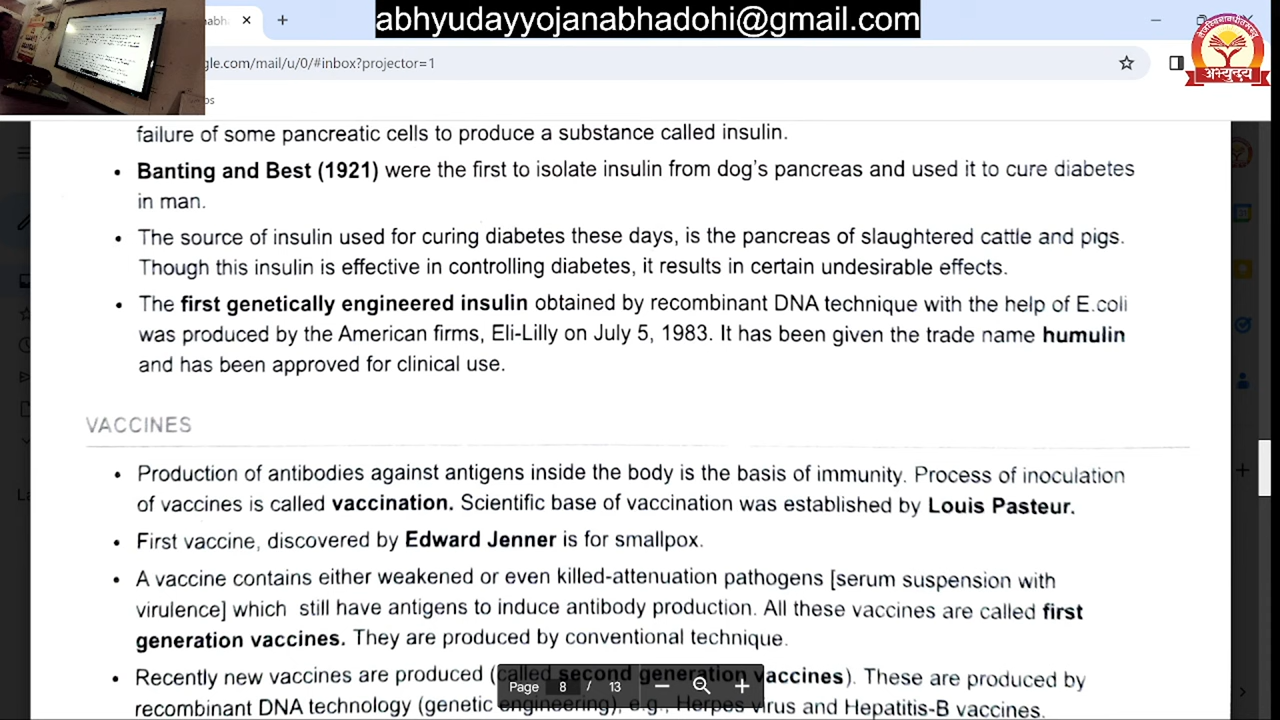 abhyudayyojanabhadohi@gmail.com
gle.com/mail/u/0/#inbox?projector=1
अभ्युदय
failure of some pancreatic cells to produce a substance called insulin.
• Banting and Best (1921) were the first to isolate insulin from dog's pancreas and used it to cure diabetes
in man.
• The source of insulin used for curing diabetes these days, is the pancreas of slaughtered cattle and pigs.
Though this insulin is effective in controlling diabetes, it results in certain undesirable effects.
• The first genetically engineered insulin obtained by recombinant DNA technique with the help of E.coli
was produced by the American firms, Eli-Lilly on July 5, 1983. It has been given the trade name humulin
and has been approved for clinical use.
VACCINES
• Production of antibodies against antigens inside the body is the basis of immunity. Process of inoculation
of vaccines is called vaccination. Scientific base of vaccination was established by Louis Pasteur.
• First vaccine, discovered by Edward Jenner is for smallpox.
• A vaccine contains either weakened or even killed-attenuation pathogens [serum suspension with
virulence] which still have antigens to induce antibody production. All these vaccines are called first
generation vaccines. They are produced by conventional technique.
• Recently new vaccines are produced (called second generation vaccines). These are produced by
recombinant DNA technology (genetic engineering), e.g., Herpes virus and Hepatitis-B vaccines.
Page 8 / 13